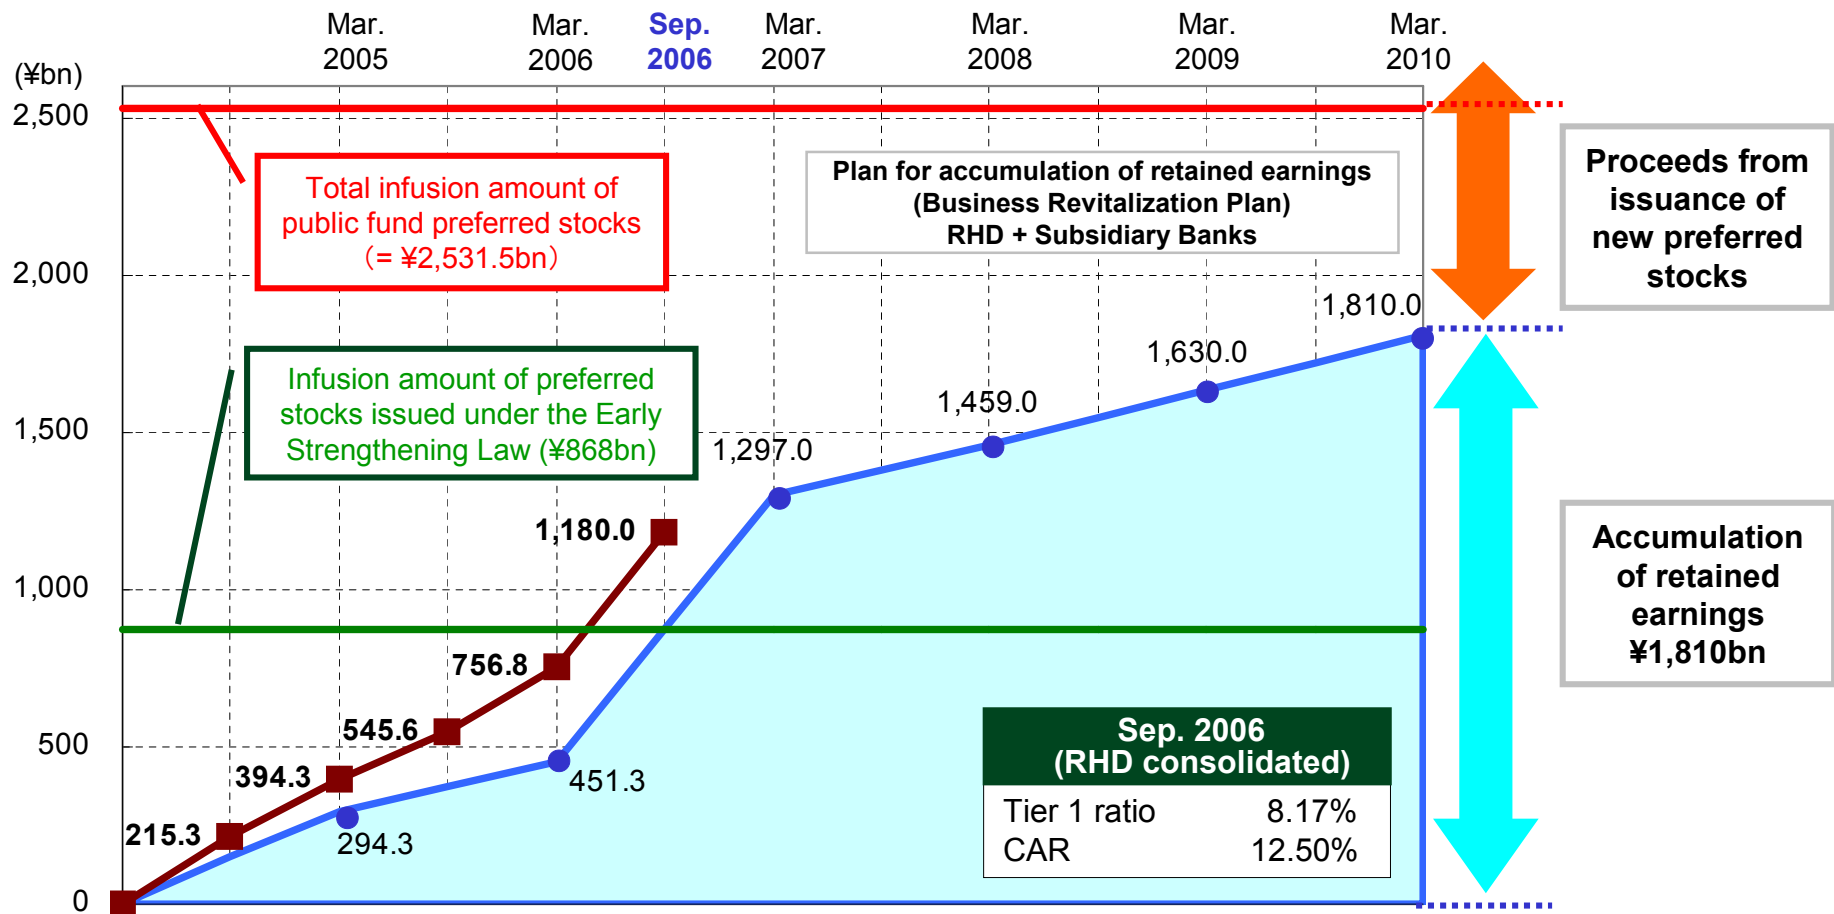 Mar.
2005
Mar.
2006
Sep.
2006
Mar.
2007
Mar.
2008
Mar.
2009
Mar.
2010
(¥bn)
2,500
2,000
1,500
1,000
500
0
Total infusion amount of
public fund preferred stocks
(= ¥2,531.5bn)
Plan for accumulation of retained earnings
(Business Revitalization Plan)
RHD + Subsidiary Banks
Infusion amount of preferred
stocks issued under the Early
Strengthening Law (¥868bn)
215.3
394.3
545.6
756.8
1,180.0
294.3
451.3
1,297.0
1,459.0
1,630.0
1,810.0
Sep. 2006
(RHD consolidated)
Tier 1 ratio 8.17%
CAR 12.50%
Proceeds from
issuance of
new preferred
stocks
Accumulation
of retained
earnings
¥1,810bn